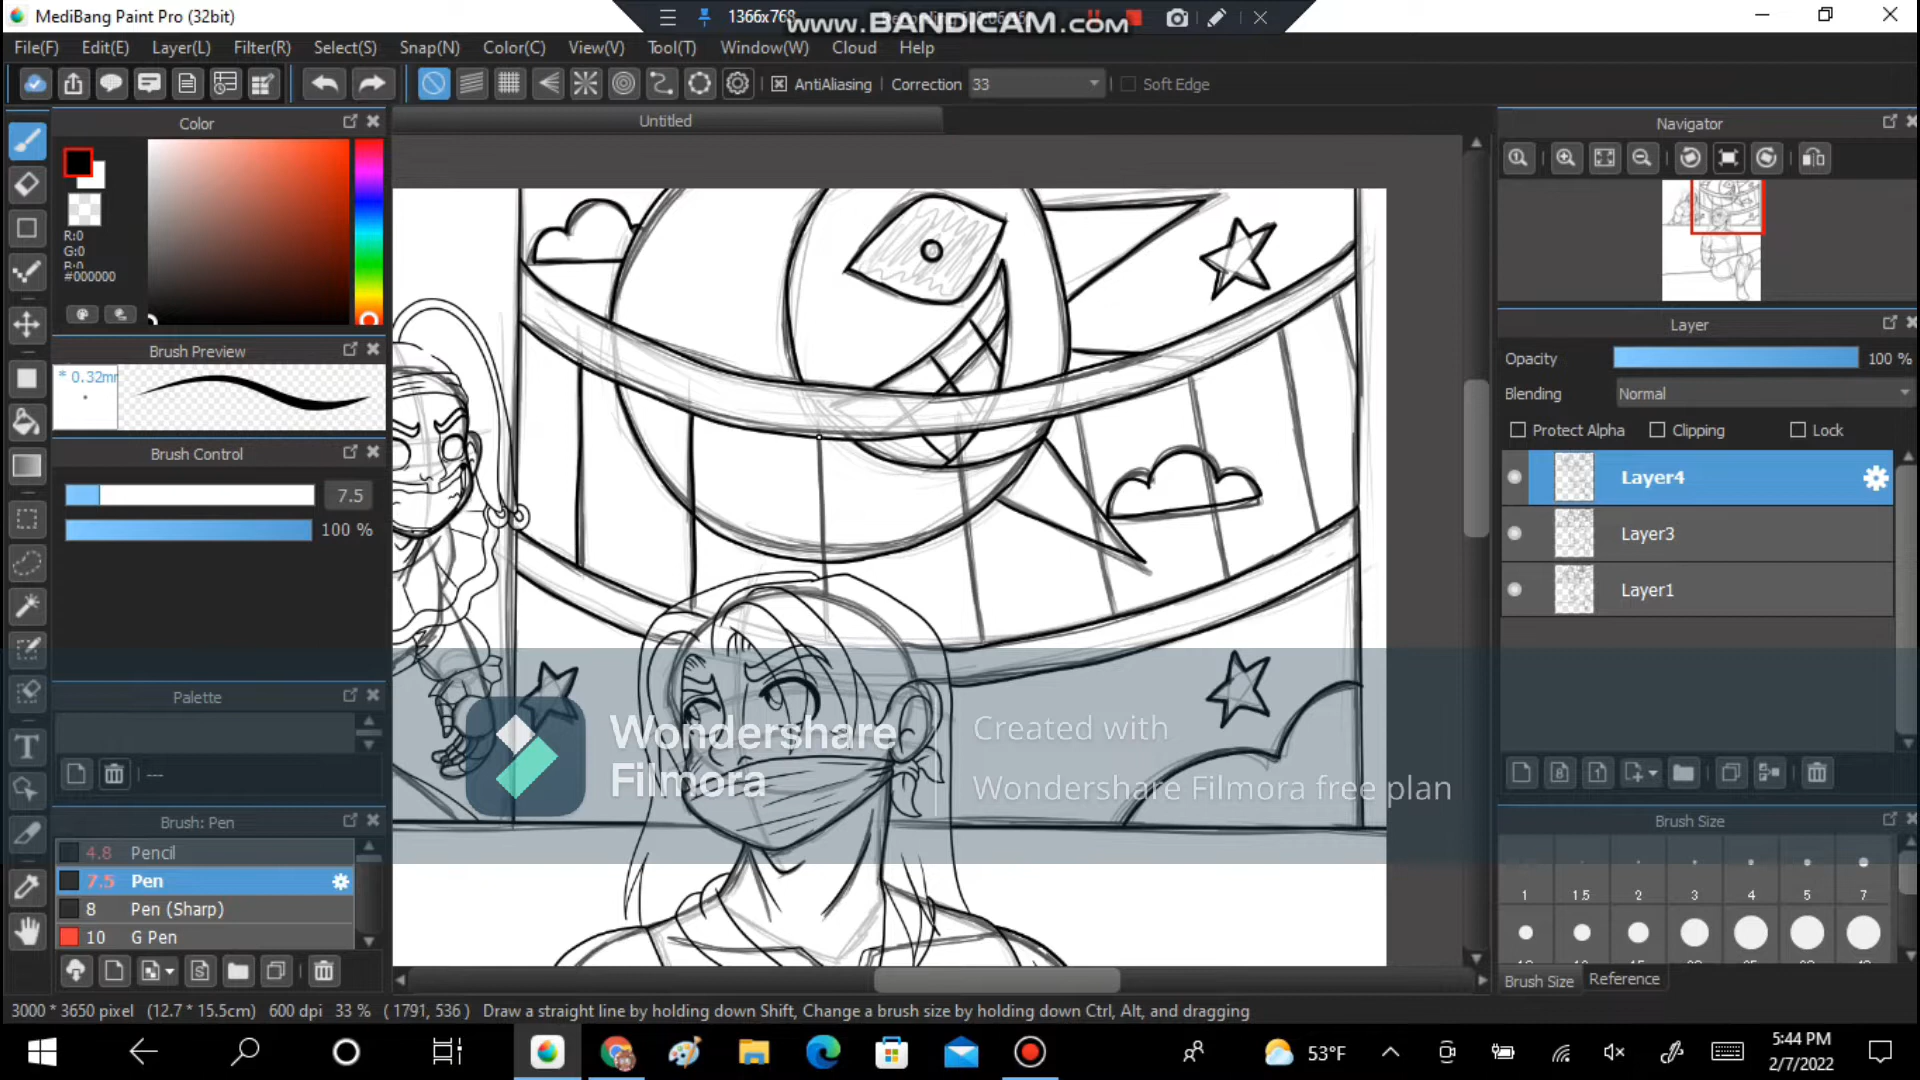 MediBang Paint Pro (32bit)
1366x768
www.BANDICAM.com
File(F) Edit(E) Layer(L) Filter(R) Select(S) Snap(N) Color(C) View(V) Tool(T) Window(W) Cloud Help
AntiAliasing Correction 33 Soft Edge
Color
Untitled
Navigator
R:0
G:0
B:0
#000000
Brush Preview
* 0.32mm
Brush Control
7.5
100 %
Layer
Opacity 100 %
Blending Normal
Protect Alpha Clipping Lock
Layer4
Layer3
Layer1
Palette
---
Wondershare
Filmora
Created with
Wondershare Filmora free plan
Brush: Pen
4.8 Pencil
7.5 Pen
8 Pen (Sharp)
10 G Pen
Brush Size
1 1.5 2 3 4 5 7
Brush Size Reference
3000 * 3650 pixel (12.7 * 15.5cm) 600 dpi 33 % ( 1791, 536 ) Draw a straight line by holding down Shift, Change a brush size by holding down Ctrl, Alt, and dragging
53°F
5:44 PM
2/7/2022